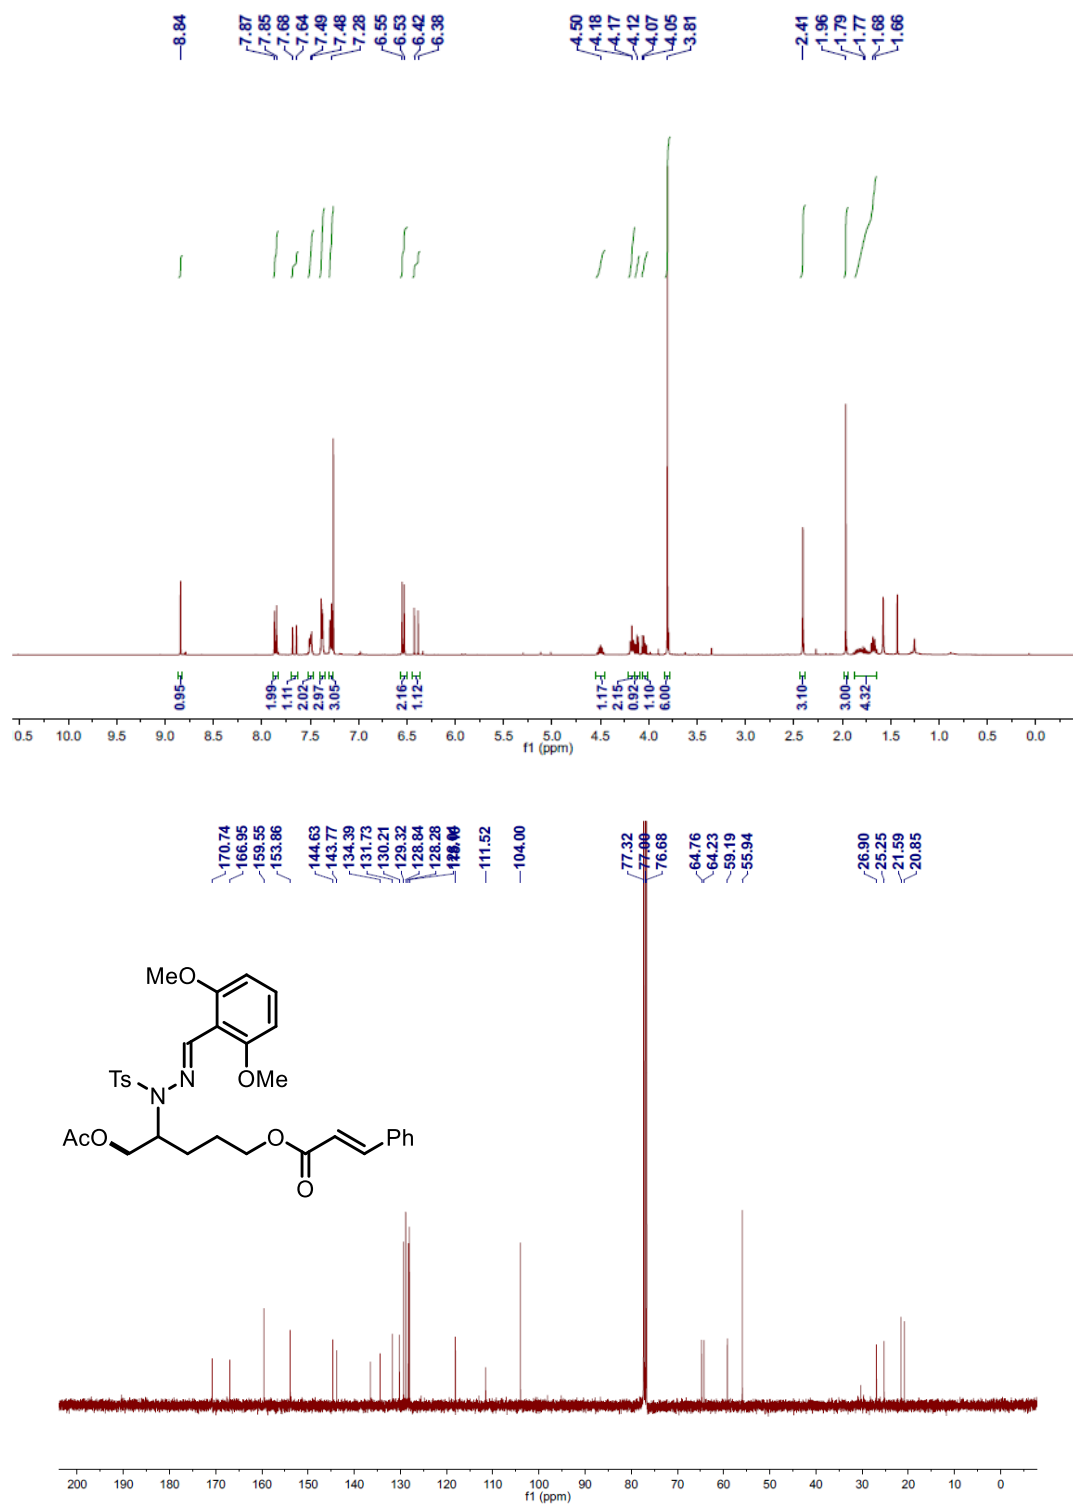 8.84 7.87 7.85 7.68 7.64 7.49 7.48 7.28 6.55 6.53 6.42 6.38 4.50 4.18 4.17 4.12 4.07 4.05 3.81 2.41 1.96 1.79 1.77 1.68 1.66
0.95 1.99 1.11 2.02 2.97 3.05 2.16 1.12 1.17 2.15 0.92 1.10 6.00 3.10 3.00 4.32
0.5 10.0 9.5 9.0 8.5 8.0 7.5 7.0 6.5 6.0 5.5 5.0 4.5 4.0 3.5 3.0 2.5 2.0 1.5 1.0 0.5 0.0
f1 (ppm)
170.74 166.95 159.55 153.86 144.63 143.77 134.39 131.73 130.21 129.32 128.84 128.28 111.52 104.00 77.32 77.00 76.68 64.76 64.23 59.19 55.94 26.90 25.25 21.59 20.85
MeO
Ts N OMe
N
AcO O Ph
O
200 190 180 170 160 150 140 130 120 110 100 90 80 70 60 50 40 30 20 10 0
f1 (ppm)